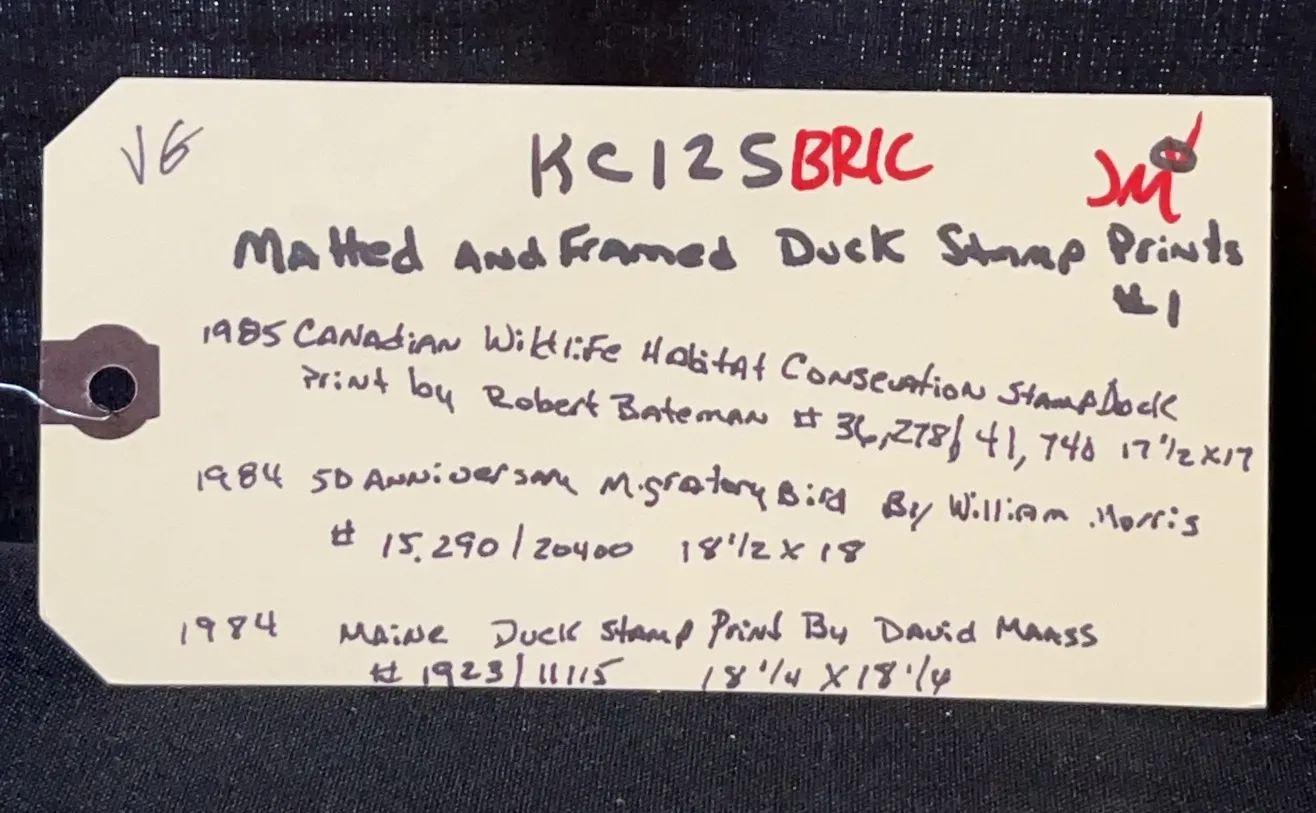 VG
KC125BRIC JM
Matted And Framed Duck Stamp Prints
#1
1985 Canadian Wildlife Habitat Consevation Stamp Duck
Print by Robert Bateman # 36,278/41,740 17 1/2 X 17
1984 50 Anniversary Migratory Bird By William Morris
# 15.290/20400 18 1/2 X 18
1984 Maine Duck Stamp Print By David Maass
# 1923/11115 18 1/4 X 18 1/4